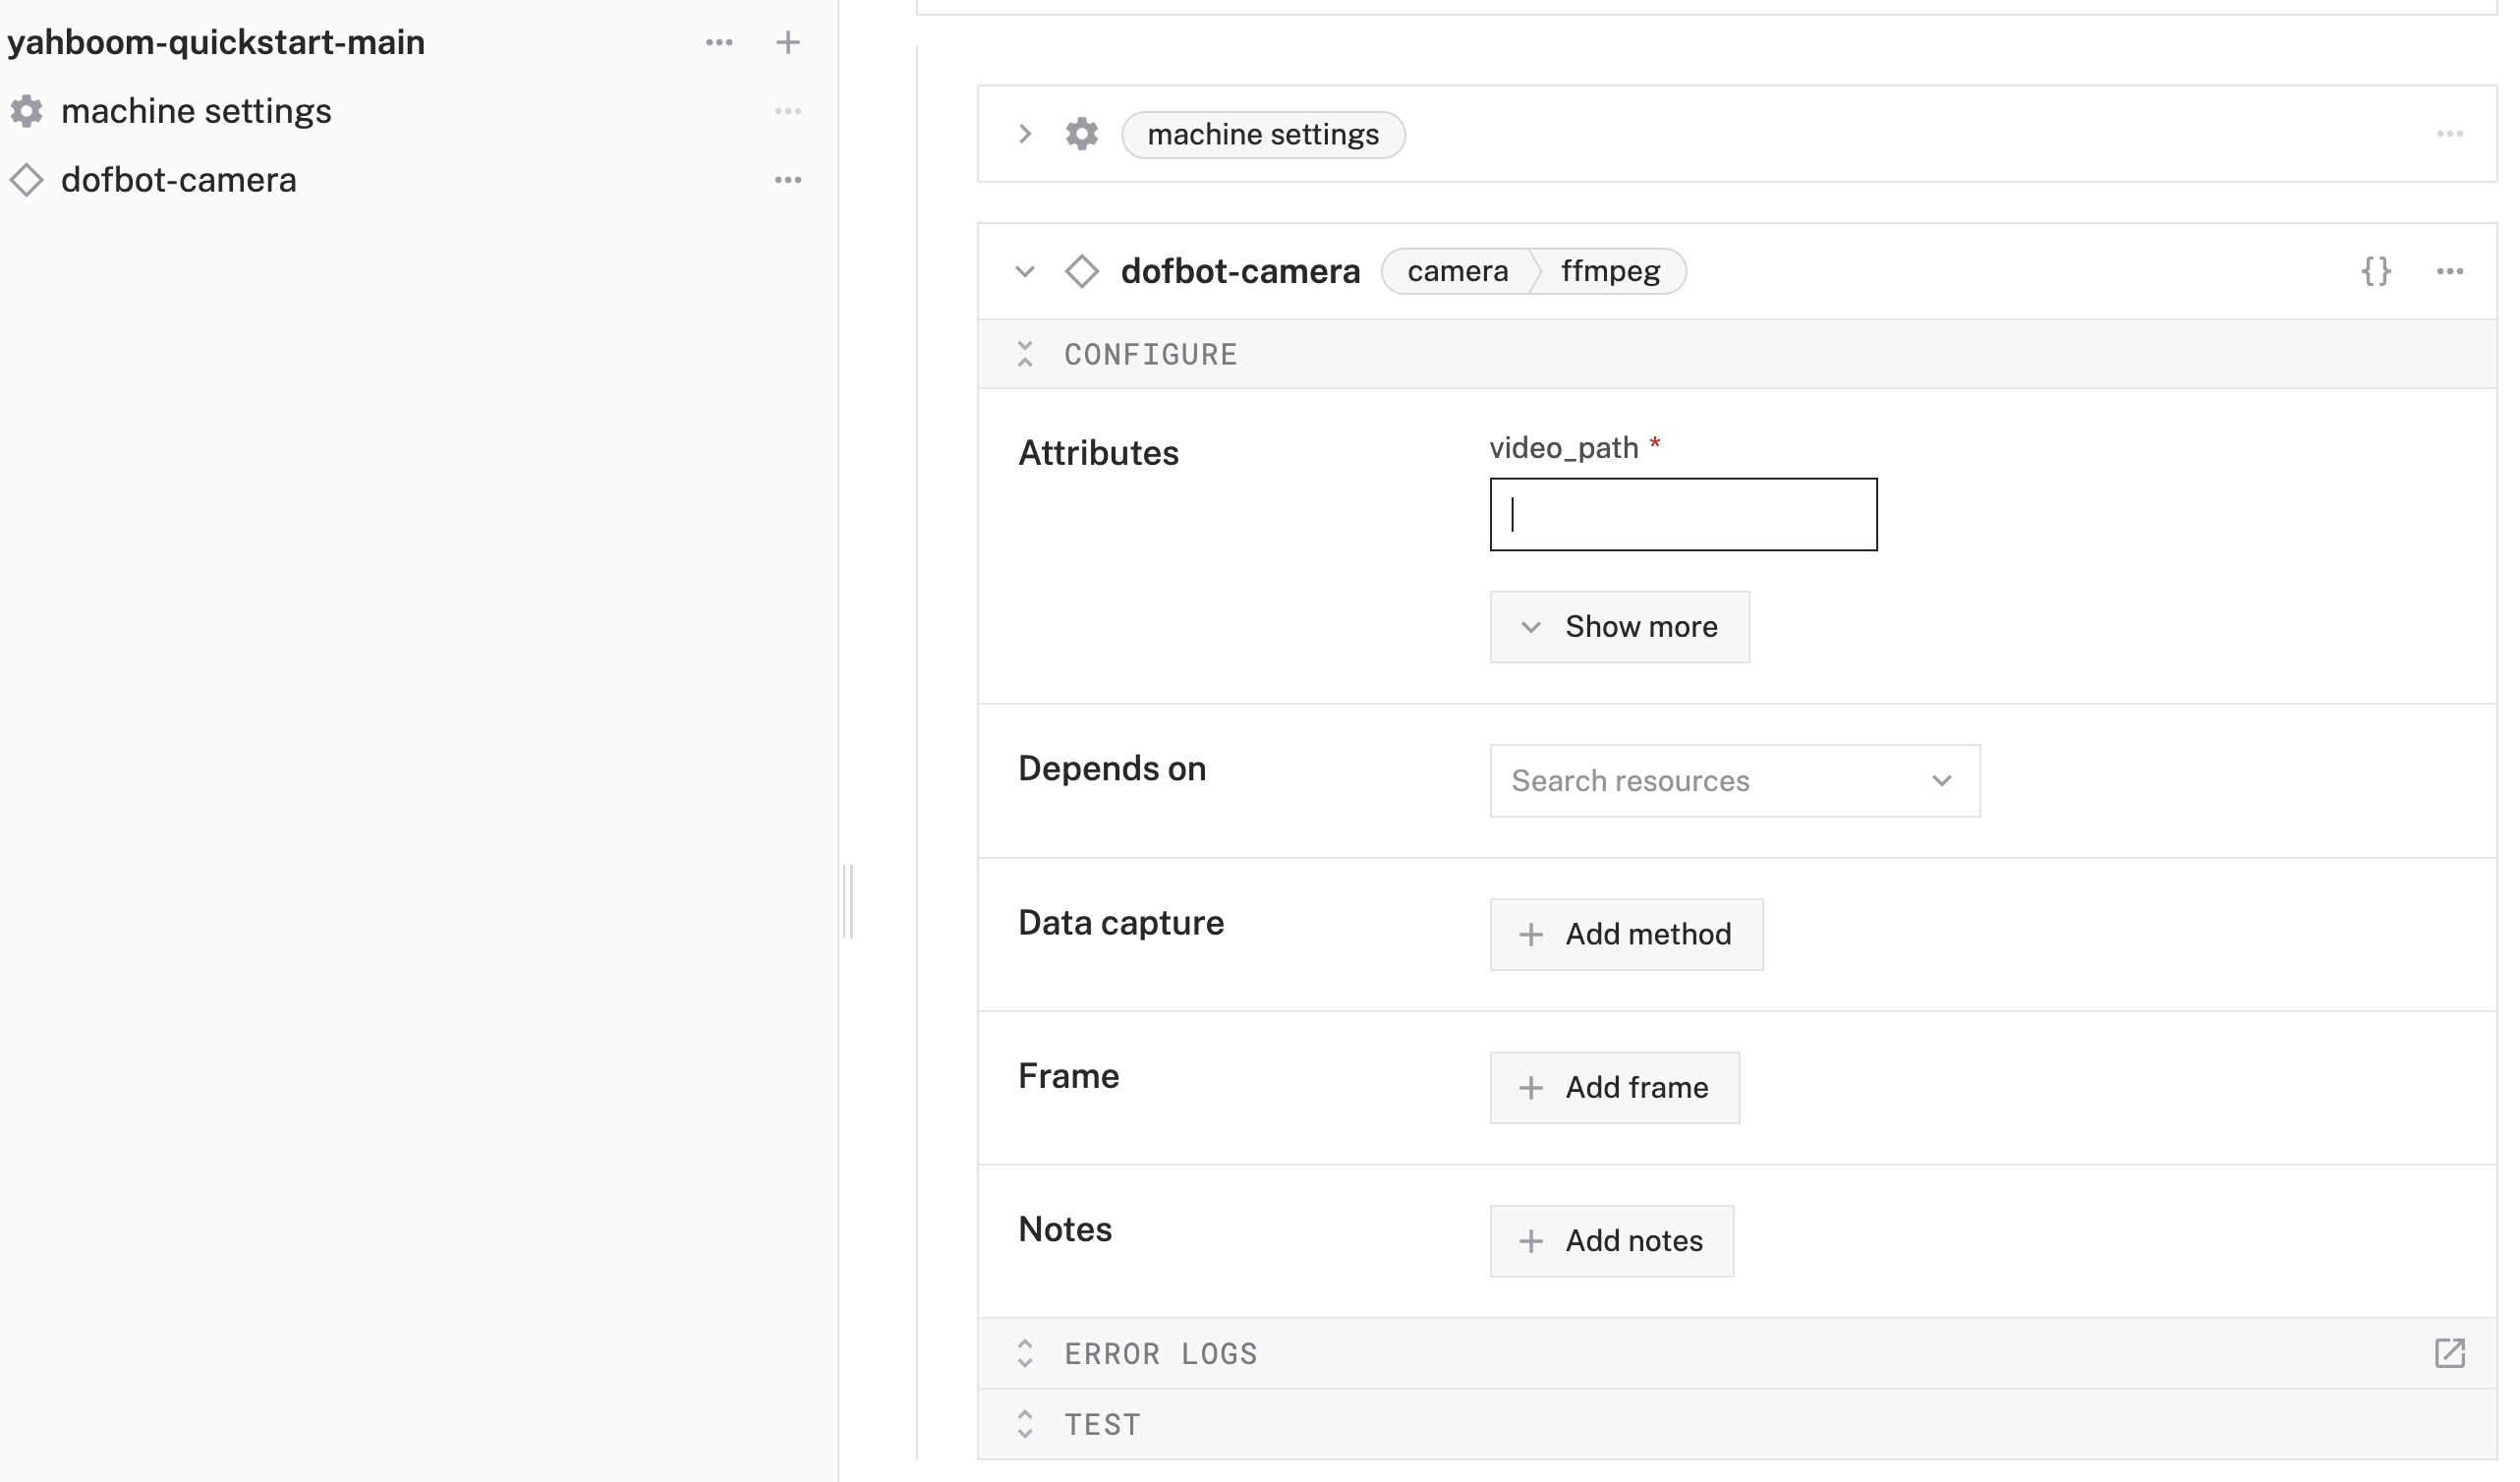 yahboom-quickstart-main
machine settings
dofbot-camera
machine settings
dofbot-camera camera ffmpeg
CONFIGURE
Attributes
video_path *
Show more
Depends on
Search resources
Data capture
Add method
Frame
Add frame
Notes
Add notes
ERROR LOGS
TEST